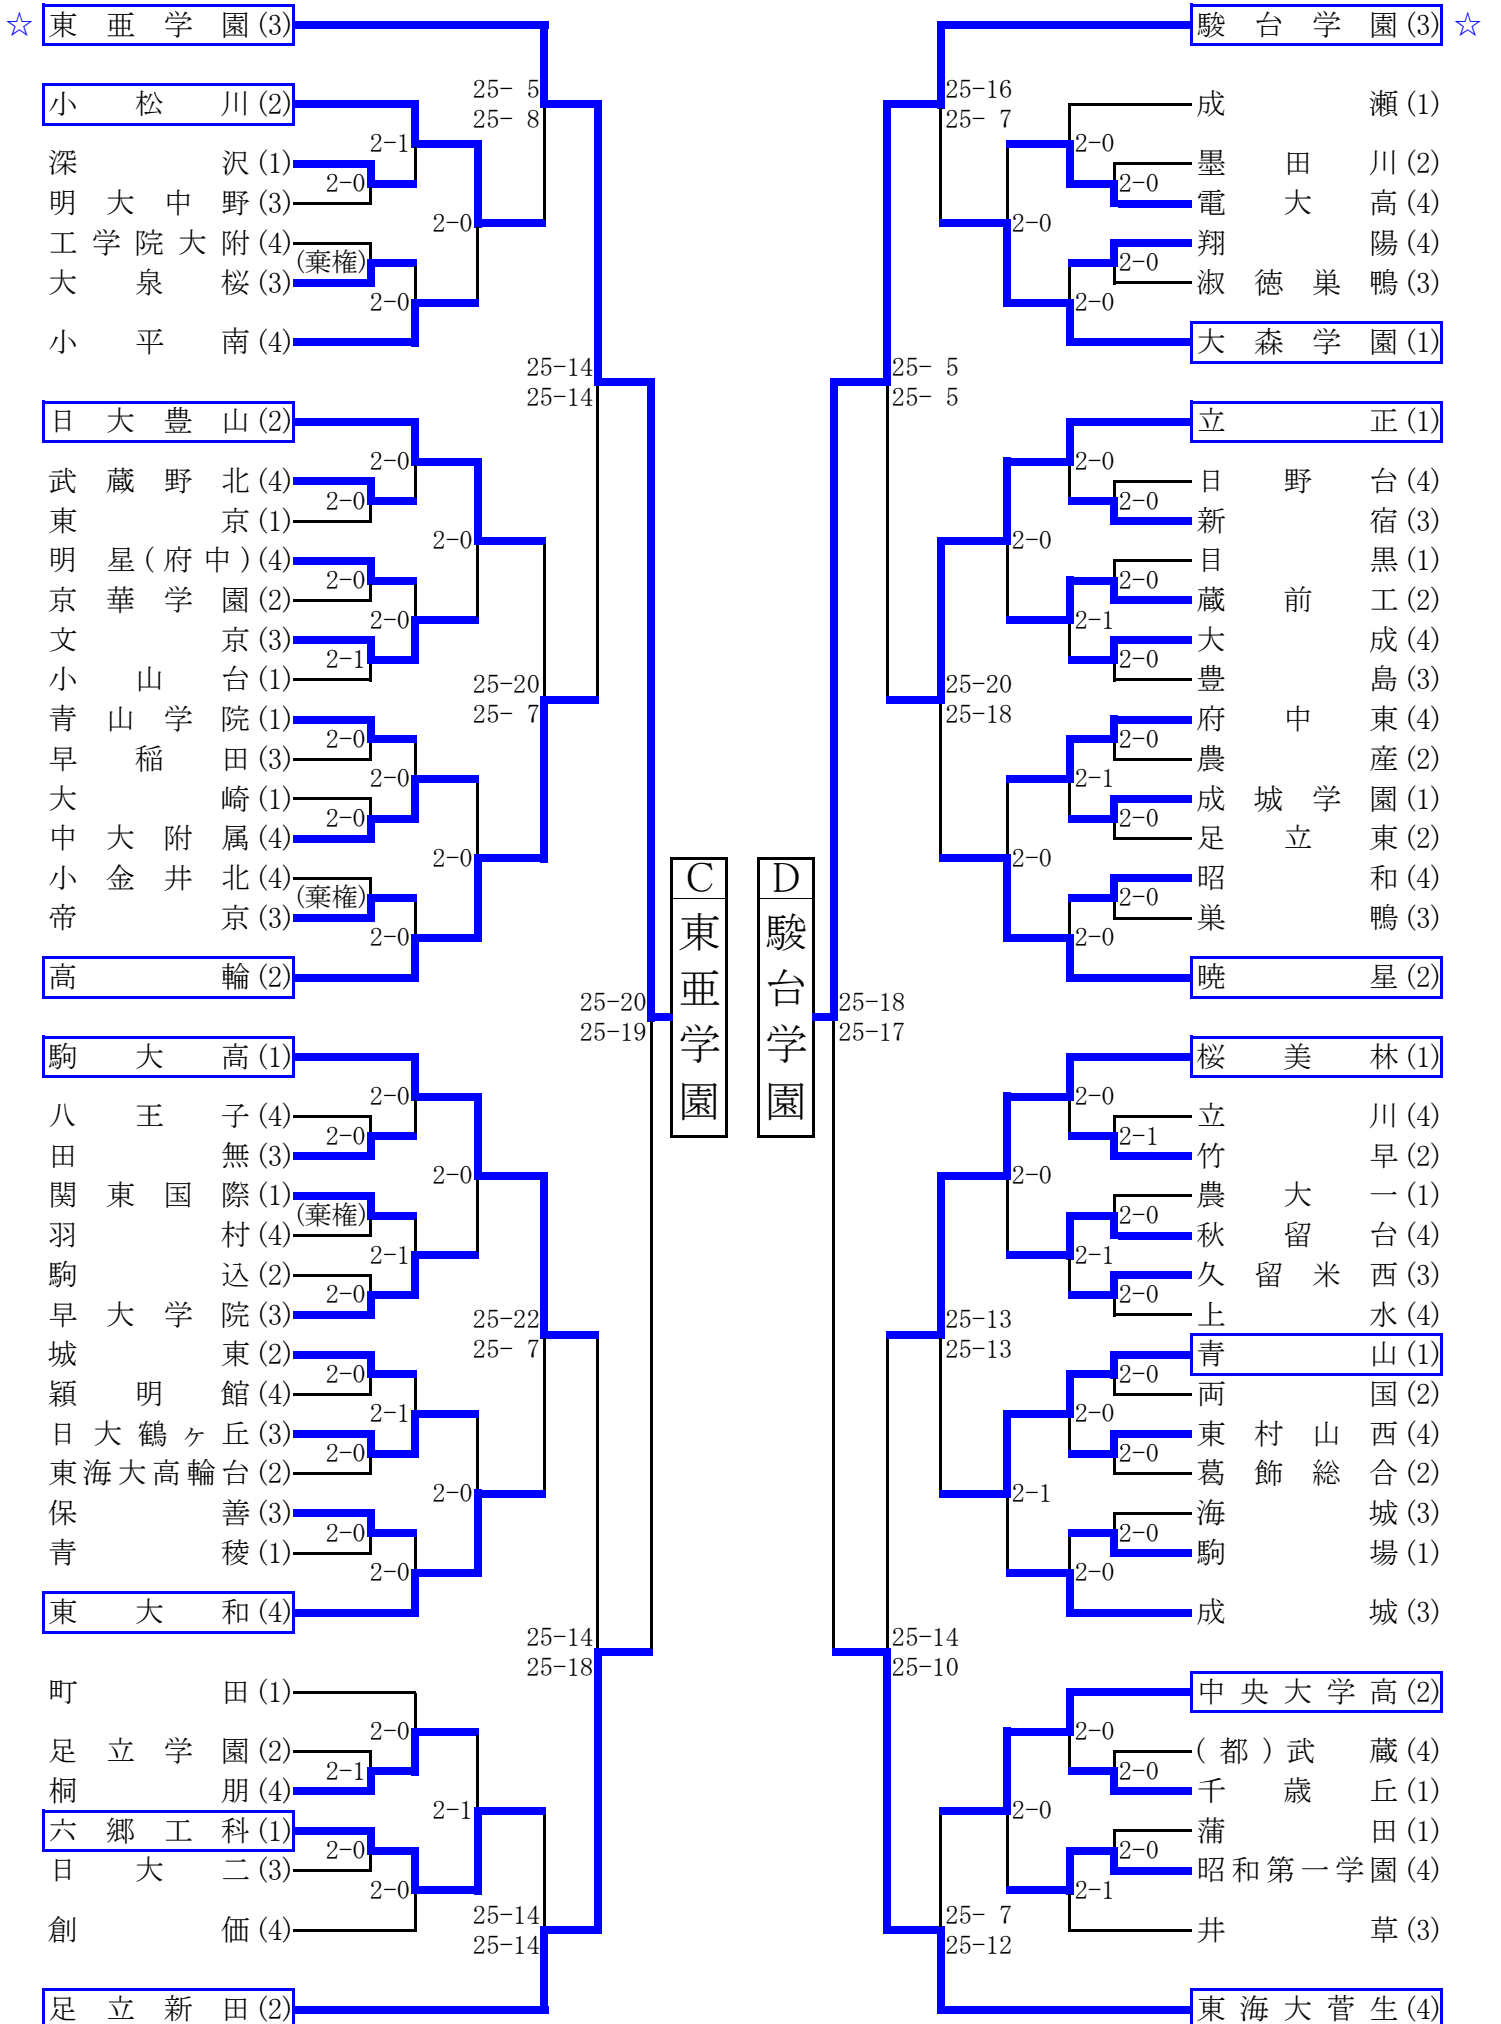 ☆ 東亜学園(3)
小松川(2)
深沢(1)
明大中野(3)
工学院大附(4)
大泉桜(3)
小平南(4)
日大豊山(2)
武蔵野北(4)
東京(1)
明星(府中)(4)
京華学園(2)
文京(3)
小山台(1)
青山学院(1)
早稲田(3)
大崎(1)
中大附属(4)
小金井北(4)
帝京(3)
高輪(2)
駒大高(1)
八王子(4)
田無(3)
関東国際(1)
羽村(4)
駒込(2)
早大学院(3)
城東(2)
穎明館(4)
日大鶴ヶ丘(3)
東海大高輪台(2)
保善(3)
青稜(1)
東大和(4)
町田(1)
足立学園(2)
桐朋(4)
六郷工科(1)
日大二(3)
創価(4)
足立新田(2)
2-0
(棄権)
2-0
2-0
2-1
2-0
2-0
(棄権)
2-0
(棄権)
2-0
2-0
2-0
2-0
2-1
2-0
2-1
2-0
2-0
2-0
2-0
2-0
2-0
2-1
2-1
2-0
2-0
2-0
2-0
2-0
2-0
2-0
2-0
2-1
25- 5
25- 8
25-20
25- 7
25-22
25- 7
25-14
25-14
25-14
25-14
25-14
25-18
25-20
25-19
C
東亜学園
D
駿台学園
25-18
25-17
25- 5
25- 5
25-14
25-10
25-16
25- 7
25-20
25-18
25-13
25-13
25- 7
25-12
2-0
2-0
2-0
2-0
2-1
2-0
2-0
2-0
2-0
2-1
2-1
2-0
2-0
2-1
2-0
2-0
2-0
2-1
2-0
2-0
2-0
2-0
2-0
2-0
2-0
2-0
2-1
2-0
2-0
2-0
2-0
2-0
2-0
2-0
駿台学園(3) ☆
成瀬(1)
墨田川(2)
電大高(4)
翔陽(4)
淑徳巣鴨(3)
大森学園(1)
立正(1)
日野台(4)
新宿(3)
目黒(1)
蔵前工(2)
大成(4)
豊島(3)
府中東(4)
農産(2)
成城学園(1)
足立東(2)
昭和(4)
巣鴨(3)
暁星(2)
桜美林(1)
立川(4)
竹早(2)
農大一(1)
秋留台(4)
久留米西(3)
上水(4)
青山(1)
両国(2)
東村山西(4)
葛飾総合(2)
海城(3)
駒場(1)
成城(3)
中央大学高(2)
(都)武蔵(4)
千歳丘(1)
蒲田(1)
昭和第一学園(4)
井草(3)
東海大菅生(4)